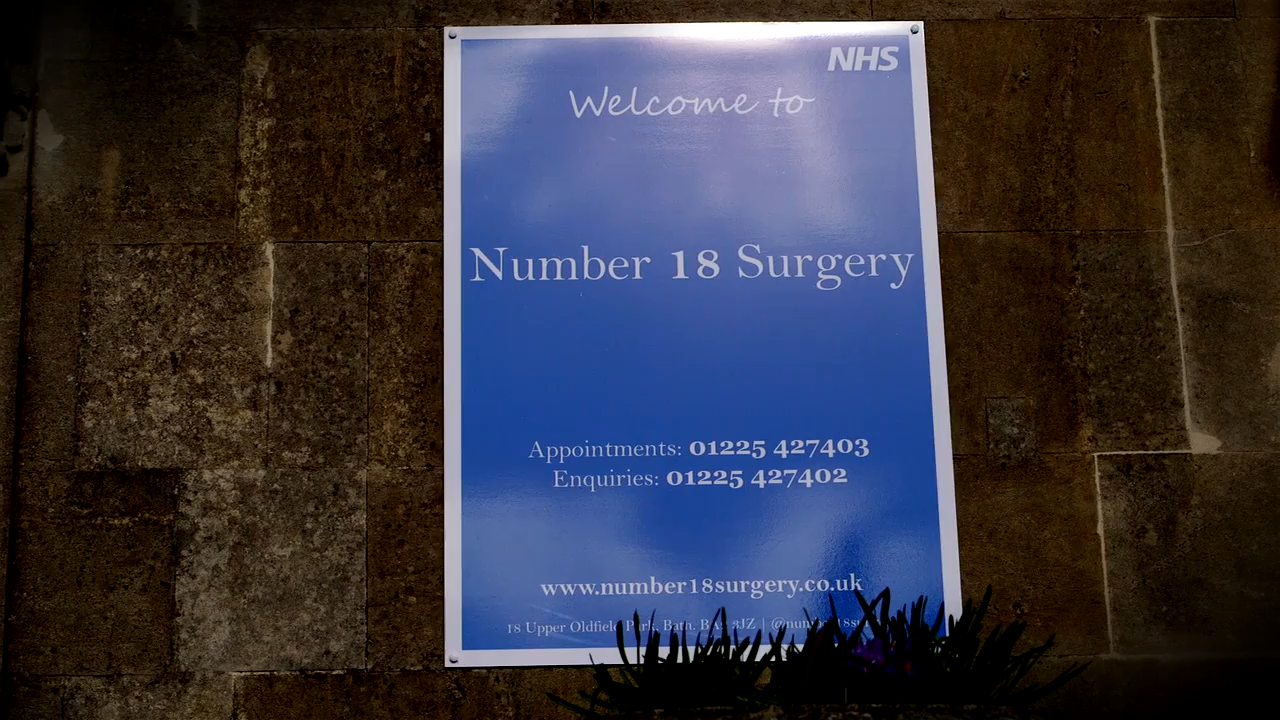 NHS
Welcome to
Number 18 Surgery
Appointments: 01225 427403
Enquiries: 01225 427402
www.number18surgery.co.uk
18 Upper Oldfield Park, Bath, 3JZ |